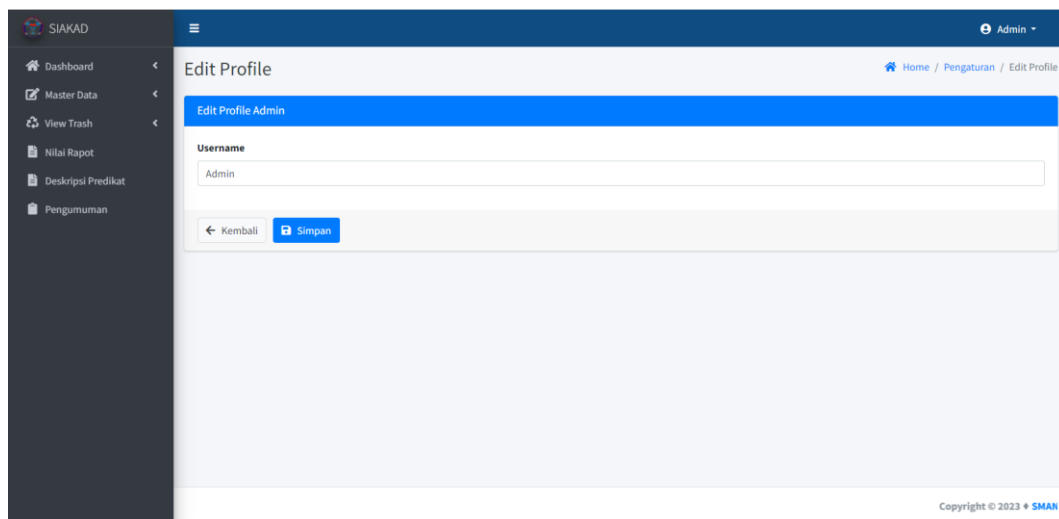 SIAKAD
Admin
Dashboard
Master Data
View Trash
Nilai Rapot
Deskripsi Predikat
Pengumuman
Edit Profile
Home / Pengaturan / Edit Profile
Edit Profile Admin
Username
Admin
Kembali
Simpan
Copyright © 2023 ♦ SMAN